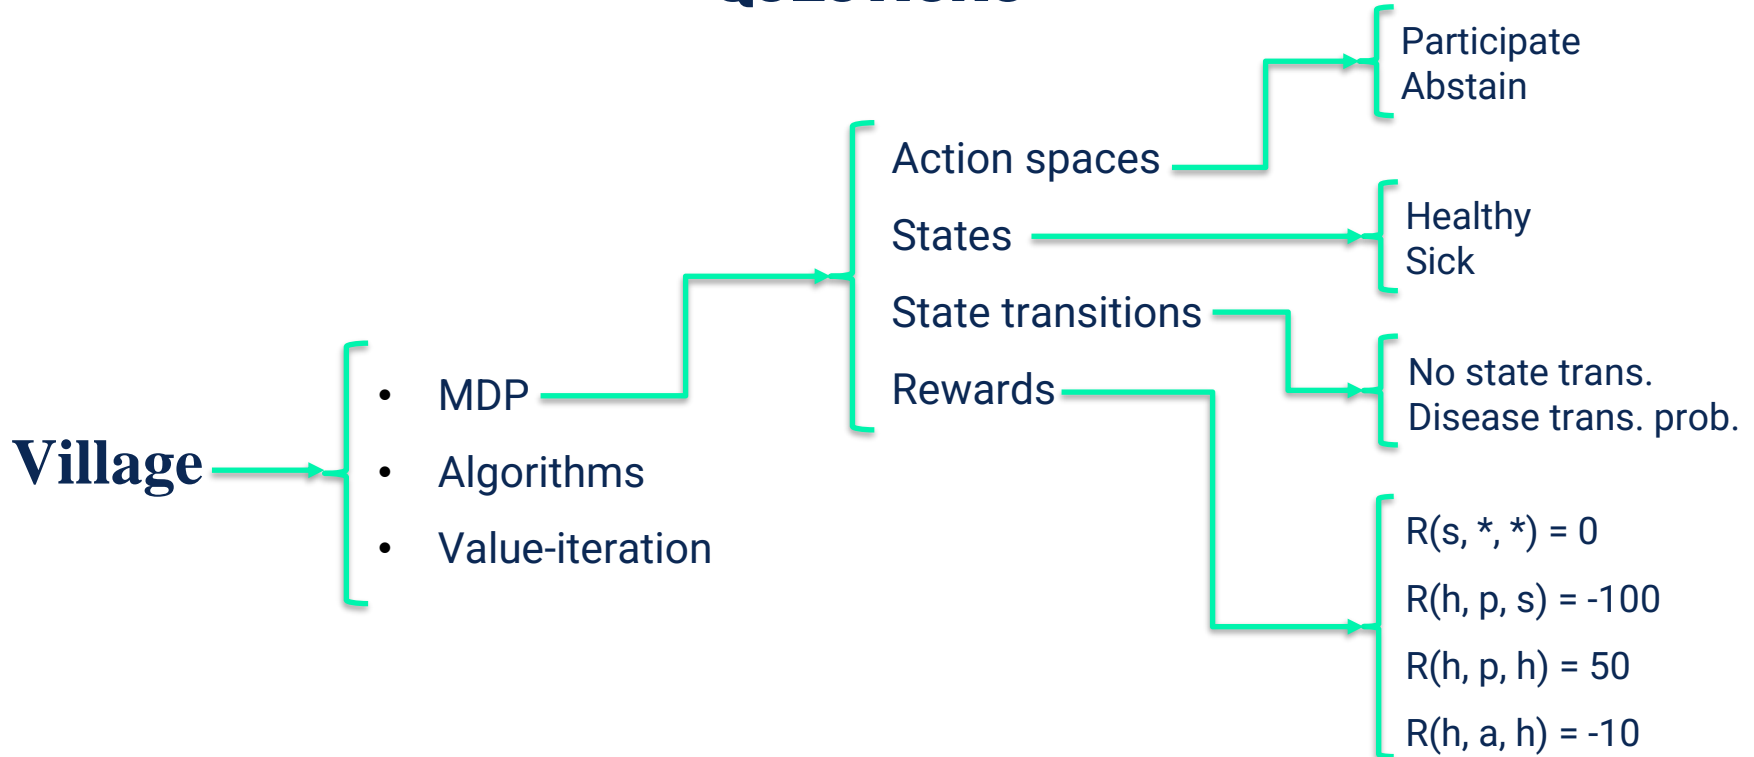 Village
• MDP
• Algorithms
• Value-iteration
Action spaces
States
State transitions
Rewards
Participate
Abstain
Healthy
Sick
No state trans.
Disease trans. prob.
R(s, *, *) = 0
R(h, p, s) = -100
R(h, p, h) = 50
R(h, a, h) = -10